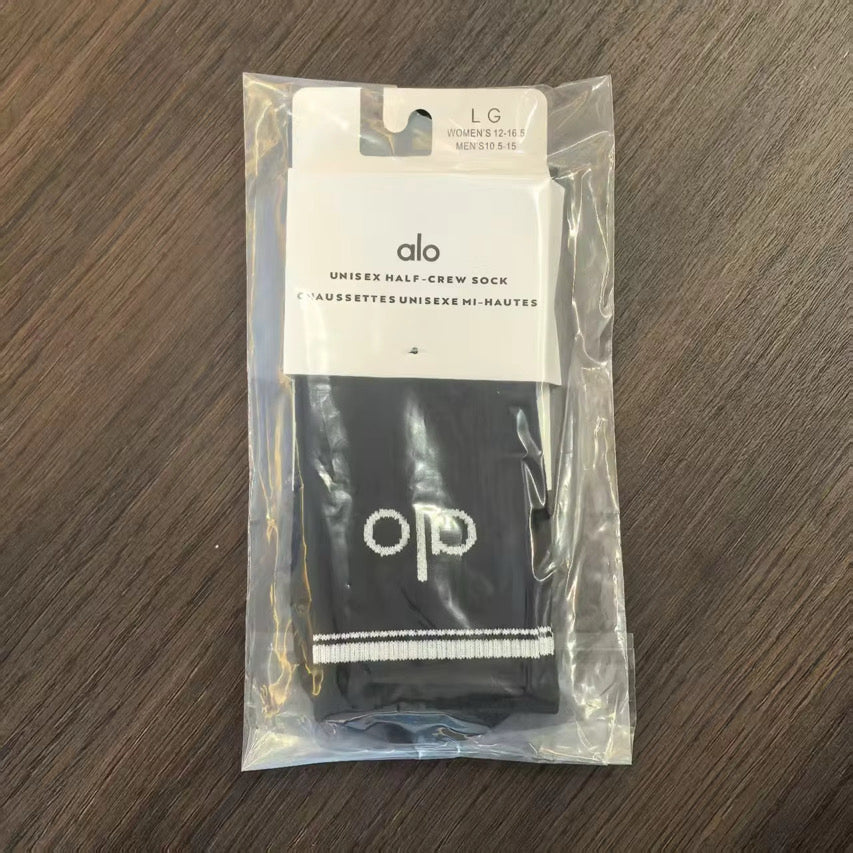 L G
WOMEN'S 12-16.5
MEN'S10.5-15
alo
UNISEX HALF-CREW SOCK
CHAUSSETTES UNISEXE MI-HAUTES
alo